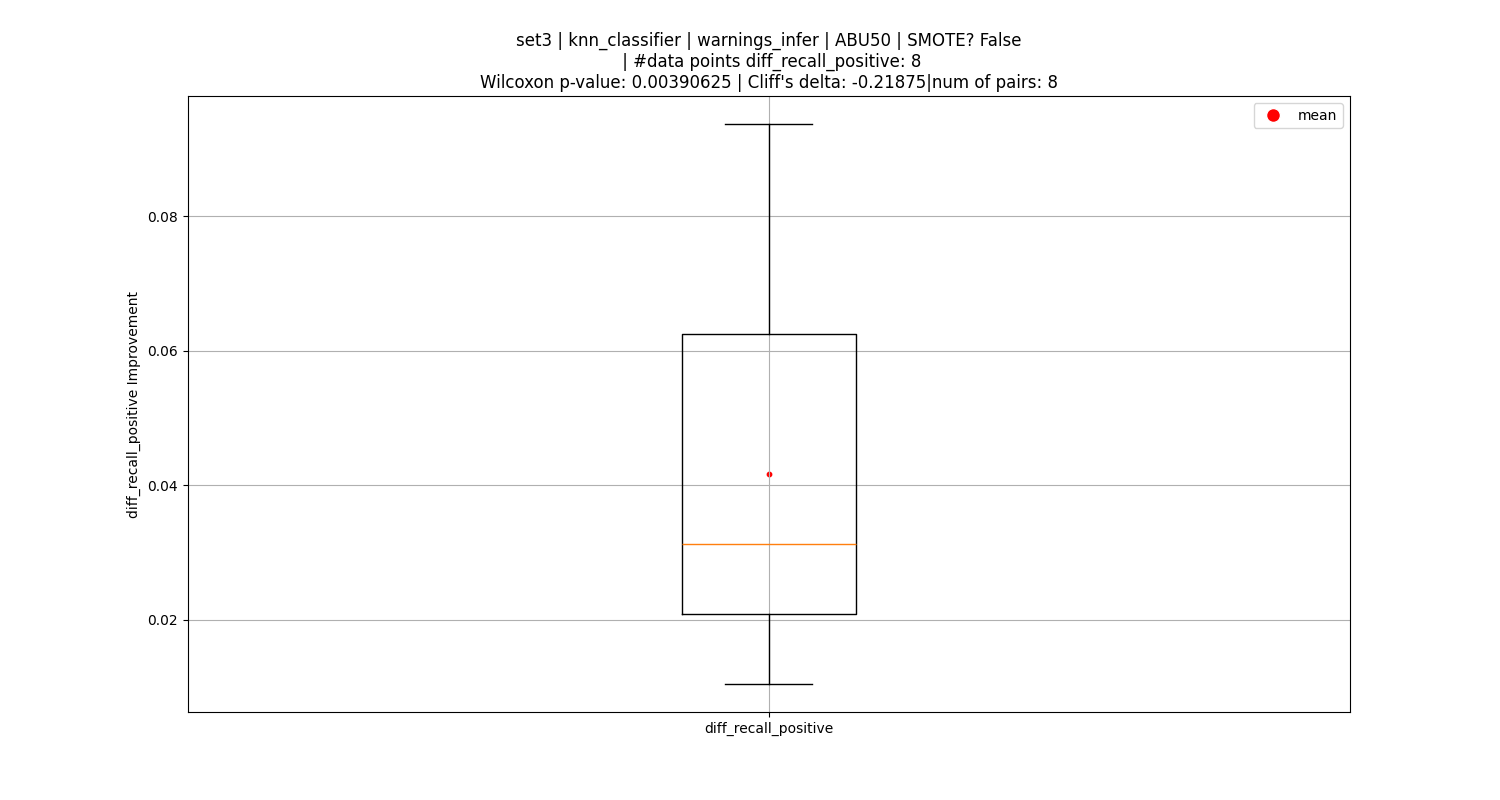 set3 | knn_classifier | warnings_infer | ABU50 | SMOTE? False
| #data points diff_recall_positive: 8
Wilcoxon p-value: 0.00390625 | Cliff's delta: -0.21875|num of pairs: 8
mean
0.08
0.06
0.04
0.02
diff_recall_positive Improvement
diff_recall_positive